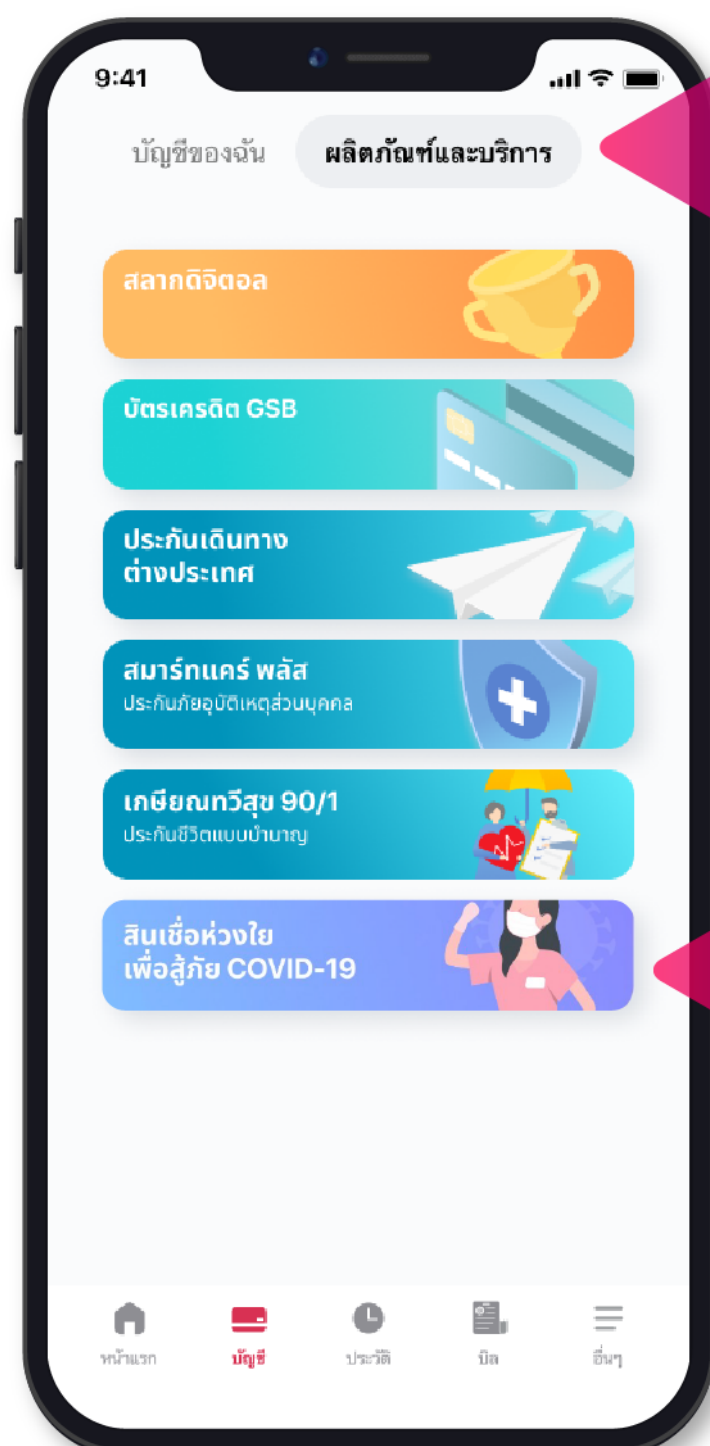 9:41
บัญชีของฉัน
ผลิตภัณฑ์และบริการ
สลากดิจิตอล
บัตรเครดิต GSB
ประกันเดินทาง
ต่างประเทศ
สมาร์ทแคร์ พลัส
ประกันภัยอุบัติเหตุส่วนบุคคล
เกษียณทวีสุข 90/1
ประกันชีวิตแบบบำนาญ
สินเชื่อห่วงใย
เพื่อสู้ภัย COVID-19
หน้าแรก
บัญชี
ประวัติ
บิล
อื่นๆ